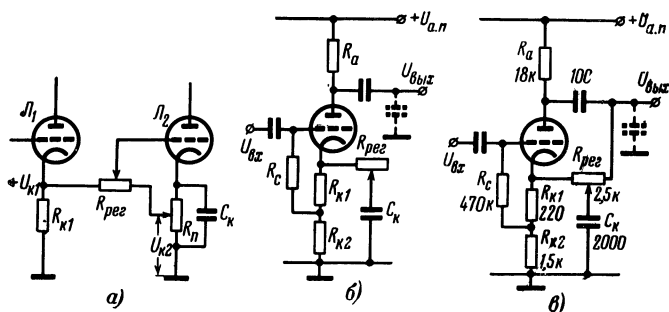 Л₁
Л₂
+Uк1
Rк1
Rрег
Uк2
Rп
Cк
а)
+Uа.п
Rа
Uвых
Uвх
Rс
Rк1
Rк2
Rрег
Cк
б)
+Uа.п
Rа
18к
10С
Uвых
Uвх
Rс
470к
Rрег
2,5к
Rк1
220
Cк
2000
Rк2
1,5к
в)